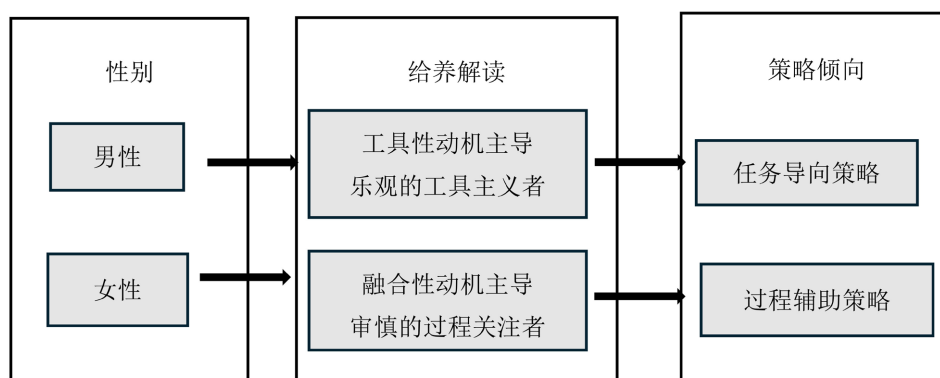 性别
给养解读
策略倾向
男性
工具性动机主导
乐观的工具主义者
任务导向策略
女性
融合性动机主导
审慎的过程关注者
过程辅助策略